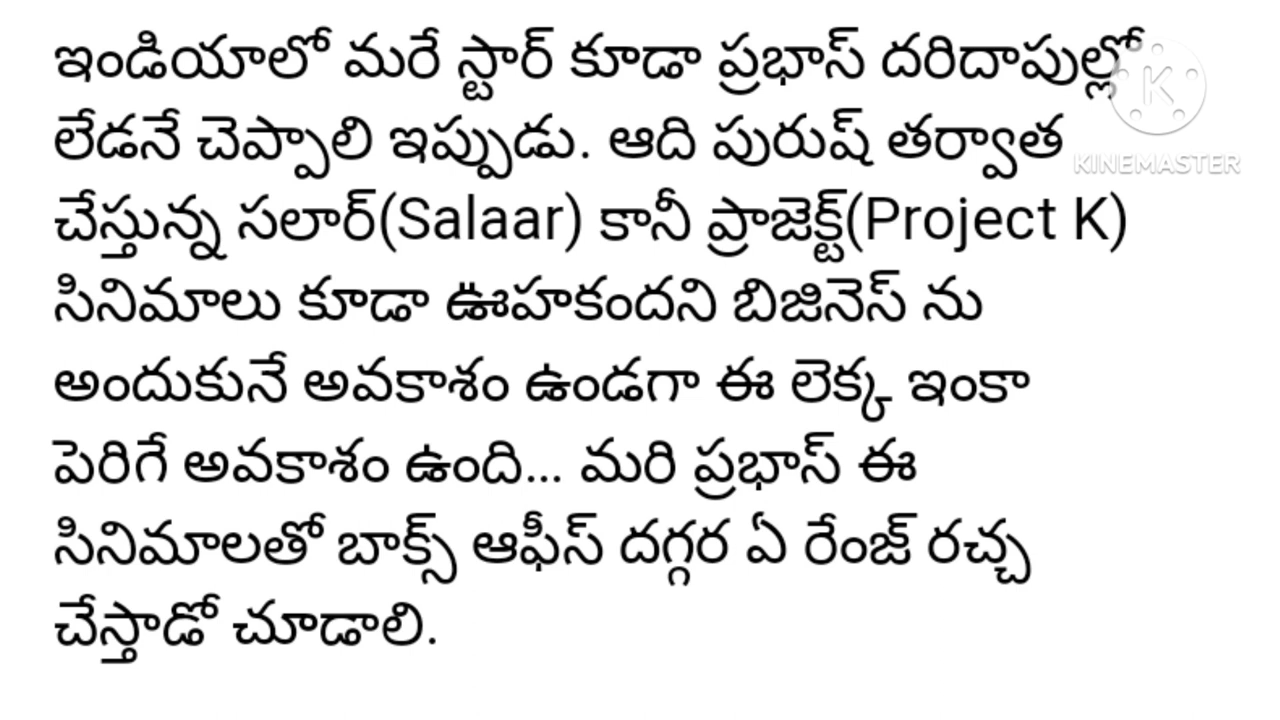 ఇండియాలో మరే స్టార్ కూడా ప్రభాస్ దరిదాపుల్లో
లేడనే చెప్పాలి ఇప్పుడు. ఆది పురుష్ తర్వాత
చేస్తున్న సలార్(Salaar) కానీ ప్రాజెక్ట్(Project K)
సినిమాలు కూడా ఊహకందని బిజినెస్ ను
అందుకునే అవకాశం ఉండగా ఈ లెక్క ఇంకా
పెరిగే అవకాశం ఉంది... మరి ప్రభాస్ ఈ
సినిమాలతో బాక్స్ ఆఫీస్ దగ్గర ఏ రేంజ్ రచ్చ
చేస్తాడో చూడాలి.
K
KINEMASTER